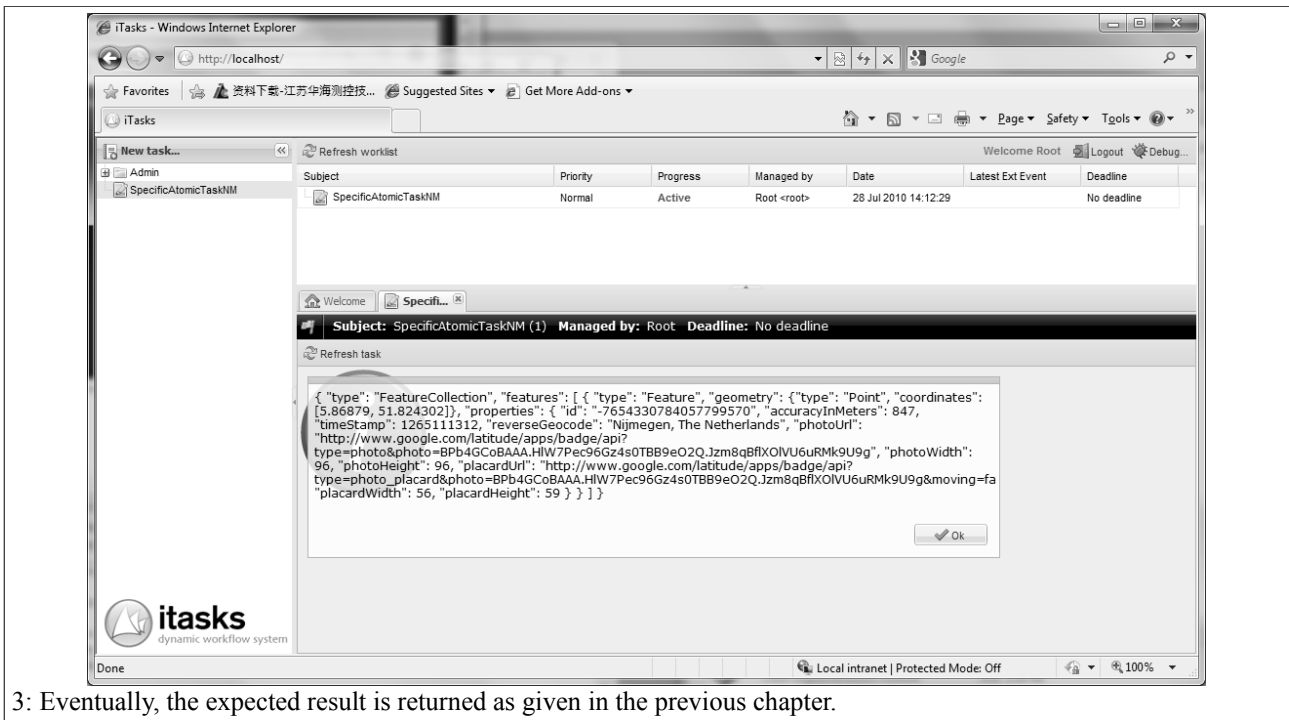 iTasks - Windows Internet Explorer
http://localhost/
Google
Favorites 资料下载-江苏华海测控技... Suggested Sites Get More Add-ons
iTasks
Page Safety Tools »
New task...
Refresh worklist
Welcome Root Logout Debug...
Admin
SpecificAtomicTaskNM
Subject Priority Progress Managed by Date Latest Ext Event Deadline
SpecificAtomicTaskNM Normal Active Root <root> 28 Jul 2010 14:12:29 No deadline
Welcome Specifi...
Subject: SpecificAtomicTaskNM (1) Managed by: Root Deadline: No deadline
Refresh task
{ "type": "FeatureCollection", "features": [ { "type": "Feature", "geometry": {"type": "Point", "coordinates":
[5.86879, 51.824302]}, "properties": { "id": "-7654330784057799570", "accuracyInMeters": 847,
"timeStamp": 1265111312, "reverseGeocode": "Nijmegen, The Netherlands", "photoUrl":
"http://www.google.com/latitude/apps/badge/api?
type=photo&photo=BPb4GCoBAAA.HlW7Pec96Gz4s0TBB9eO2Q.Jzm8qBflXOlVU6uRMk9U9g", "photoWidth":
96, "photoHeight": 96, "placardUrl": "http://www.google.com/latitude/apps/badge/api?
type=photo_placard&photo=BPb4GCoBAAA.HlW7Pec96Gz4s0TBB9eO2Q.Jzm8qBflXOlVU6uRMk9U9g&moving=fa
"placardWidth": 56, "placardHeight": 59 } } ] }
Ok
itasks
dynamic workflow system
Done
Local intranet | Protected Mode: Off
100%
3: Eventually, the expected result is returned as given in the previous chapter.